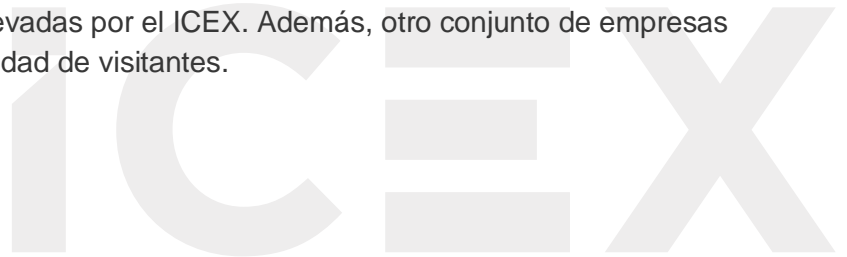 evadas por el ICEX. Además, otro conjunto de empresas
dad de visitantes.
ICEX